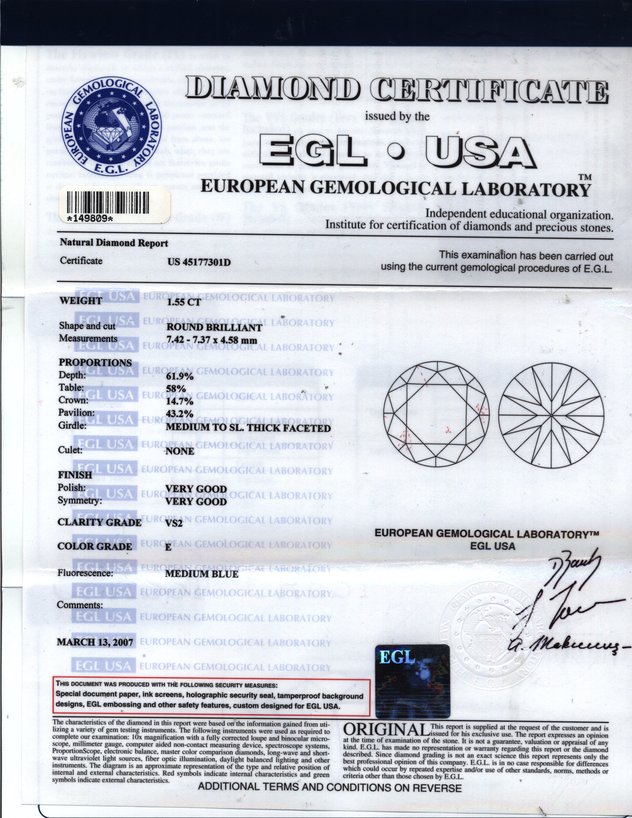 EUROPEAN GEMOLOGICAL LABORATORY
E.G.L.
DIAMOND CERTIFICATE
issued by the
EGL • USA
EUROPEAN GEMOLOGICAL LABORATORY™
*149809*
Independent educational organization.
Institute for certification of diamonds and precious stones.
Natural Diamond Report
Certificate US 45177301D
This examination has been carried out
using the current gemological procedures of E.G.L.
WEIGHT 1.55 CT
Shape and cut ROUND BRILLIANT
Measurements 7.42 - 7.37 x 4.58 mm
PROPORTIONS
Depth: 61.9%
Table: 58%
Crown: 14.7%
Pavilion: 43.2%
Girdle: MEDIUM TO SL. THICK FACETED
Culet: NONE
FINISH
Polish: VERY GOOD
Symmetry: VERY GOOD
CLARITY GRADE VS2
COLOR GRADE E
Fluorescence: MEDIUM BLUE
Comments:
MARCH 13, 2007
EUROPEAN GEMOLOGICAL LABORATORY™
EGL USA
EGL
THIS DOCUMENT WAS PRODUCED WITH THE FOLLOWING SECURITY MEASURES:
Special document paper, ink screens, holographic security seal, tamperproof background
designs, EGL embossing and other safety features, custom designed for EGL USA.
The characteristics of the diamond in this report were based on the information gained from uti-
lizing a variety of gem testing instruments. The following instruments were used as required to
complete our examination: 10x magnification with a fully corrected loupe and binocular micro-
scope, millimeter gauge, computer aided non-contact measuring device, spectroscope systems,
ProportionScope, electronic balance, master color comparison diamonds, long-wave and short-
wave ultraviolet light sources, fiber optic illumination, daylight balanced lighting and other
instruments. The diagram is an approximate representation of the type and relative position of
internal and external characteristics. Red symbols indicate internal characteristics and green
symbols indicate external characteristics.
ORIGINAL This report is supplied at the request of the customer and is
issued for his exclusive use. The report expresses an opinion
at the time of examination of the stone. It is not a guarantee, valuation or appraisal of any
kind. E.G.L. has made no representation or warranty regarding this report or the diamond
described. Since diamond grading is not an exact science this report represents only the
best professional opinion of this company. E.G.L. is in no case responsible for differences
which could occur by repeated expertise and/or use of other standards, norms, methods or
criteria other than those chosen by E.G.L.
ADDITIONAL TERMS AND CONDITIONS ON REVERSE